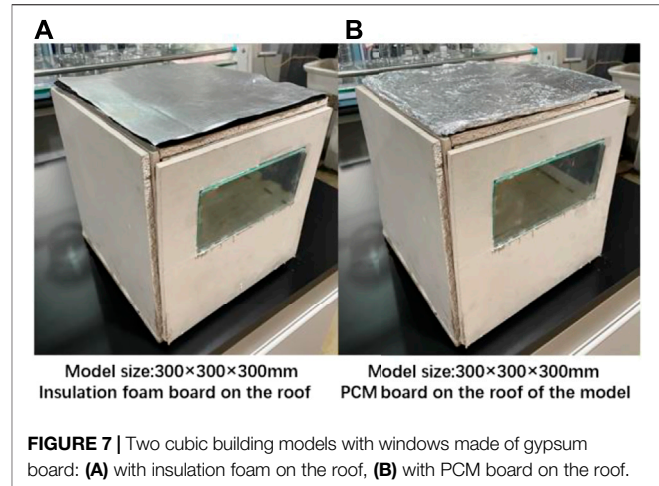 A
B
Model size:300×300×300mm
Insulation foam board on the roof
Model size:300×300×300mm
PCM board on the roof of the model
FIGURE 7 | Two cubic building models with windows made of gypsum
board: (A) with insulation foam on the roof, (B) with PCM board on the roof.